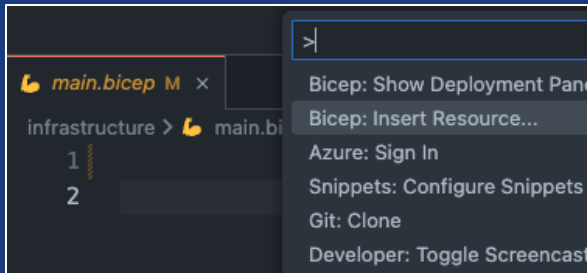 >
main.bicep M ×
Bicep: Show Deployment Pane
infrastructure > main.bi
Bicep: Insert Resource...
1
Azure: Sign In
2
Snippets: Configure Snippets
Git: Clone
Developer: Toggle Screencast